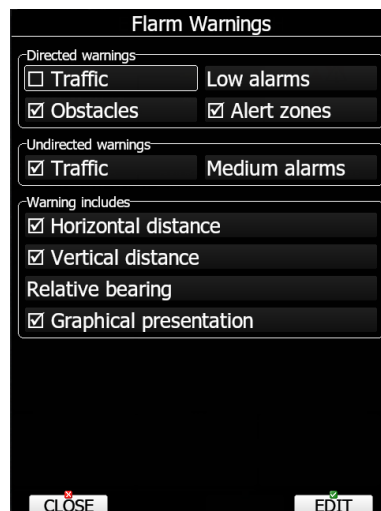 Flarm Warnings
Directed warnings
Traffic Low alarms
Obstacles Alert zones
Undirected warnings
Traffic Medium alarms
Warning includes
Horizontal distance
Vertical distance
Relative bearing
Graphical presentation
CLOSE EDIT